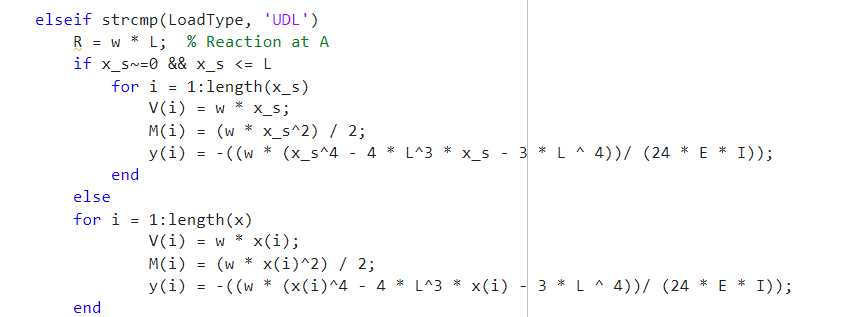 elseif strcmp(LoadType, 'UDL')
R = w * L; % Reaction at A
if x_s~=0 && x_s <= L
for i = 1:length(x_s)
V(i) = w * x_s;
M(i) = (w * x_s^2) / 2;
y(i) = -((w * (x_s^4 - 4 * L^3 * x_s - 3 * L ^ 4))/ (24 * E * I));
end
else
for i = 1:length(x)
V(i) = w * x(i);
M(i) = (w * x(i)^2) / 2;
y(i) = -((w * (x(i)^4 - 4 * L^3 * x(i) - 3 * L ^ 4))/ (24 * E * I));
end